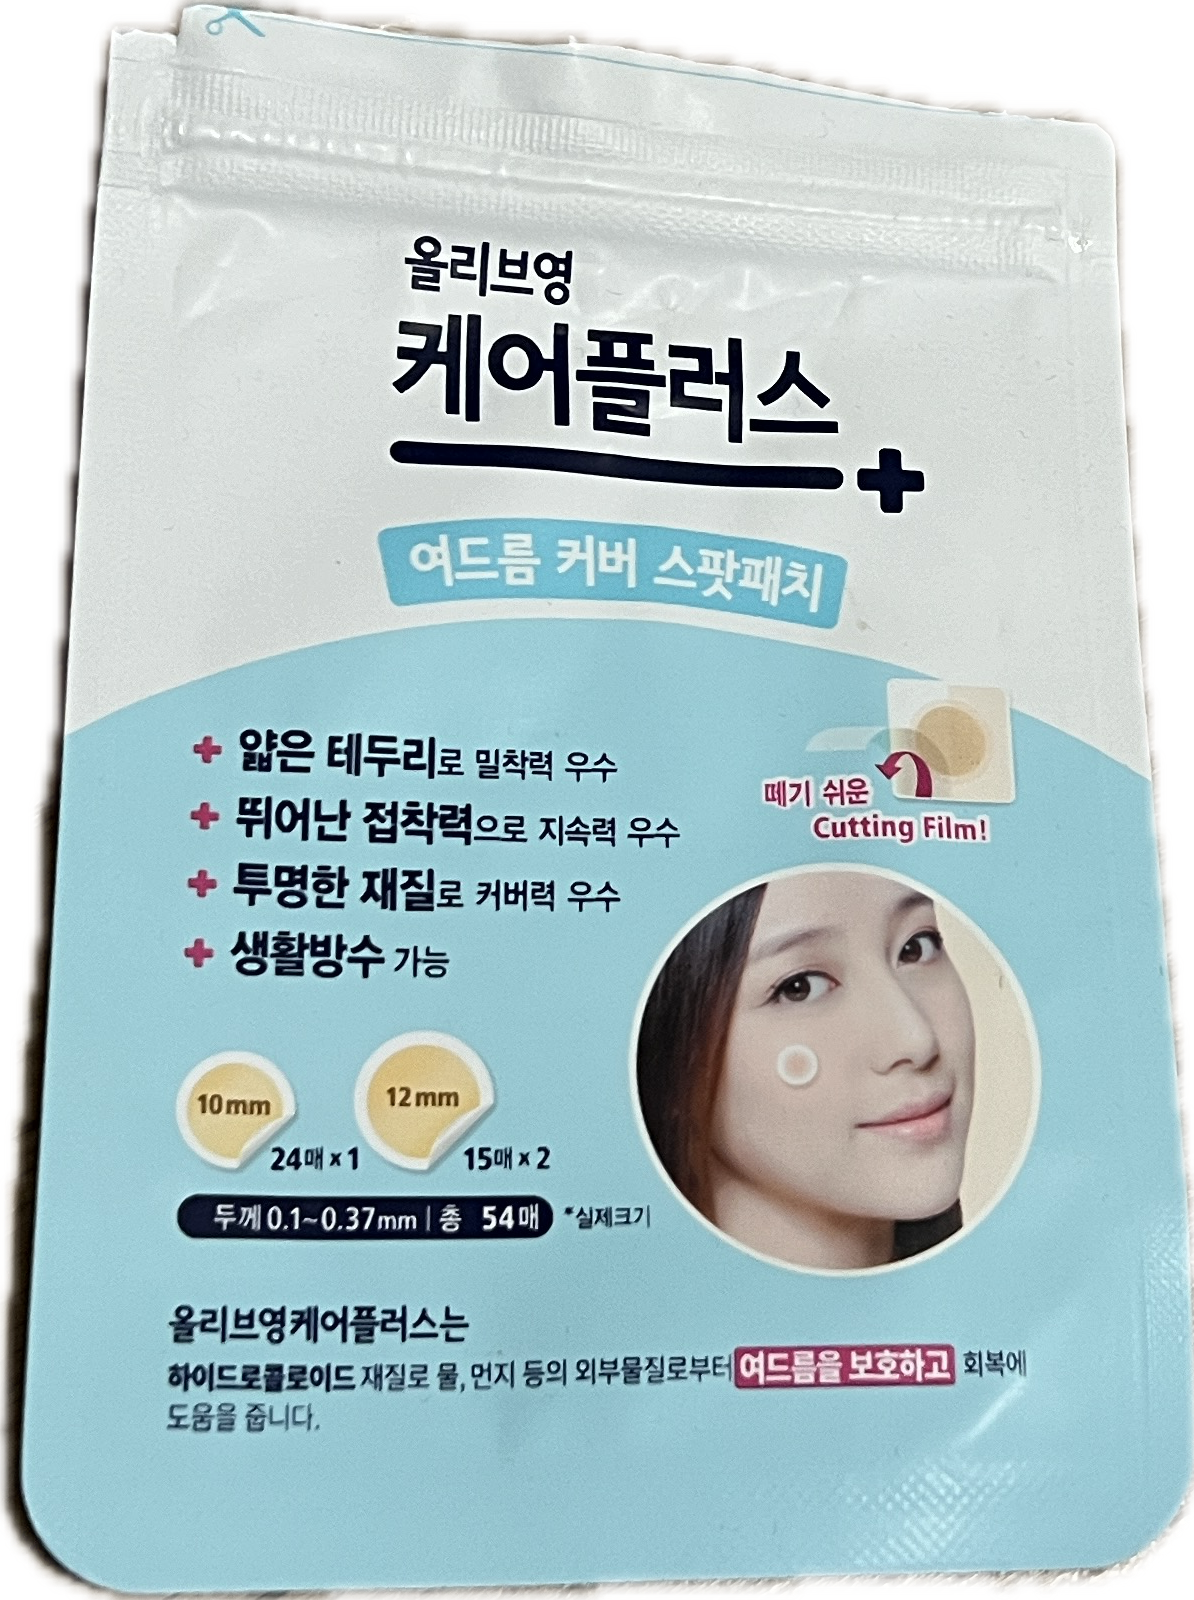 올리브영
케어플러스
여드름 커버 스팟패치
얇은 테두리로 밀착력 우수
뛰어난 접착력으로 지속력 우수
투명한 재질로 커버력 우수
생활방수 가능
떼기 쉬운
Cutting Film!
10mm
24매 x 1
12mm
15매 x 2
두께 0.1~0.37mm | 총 54매
*실제크기
올리브영케어플러스는
하이드로콜로이드 재질로 물, 먼지 등의 외부물질로부터 여드름을 보호하고 회복에
도움을 줍니다.